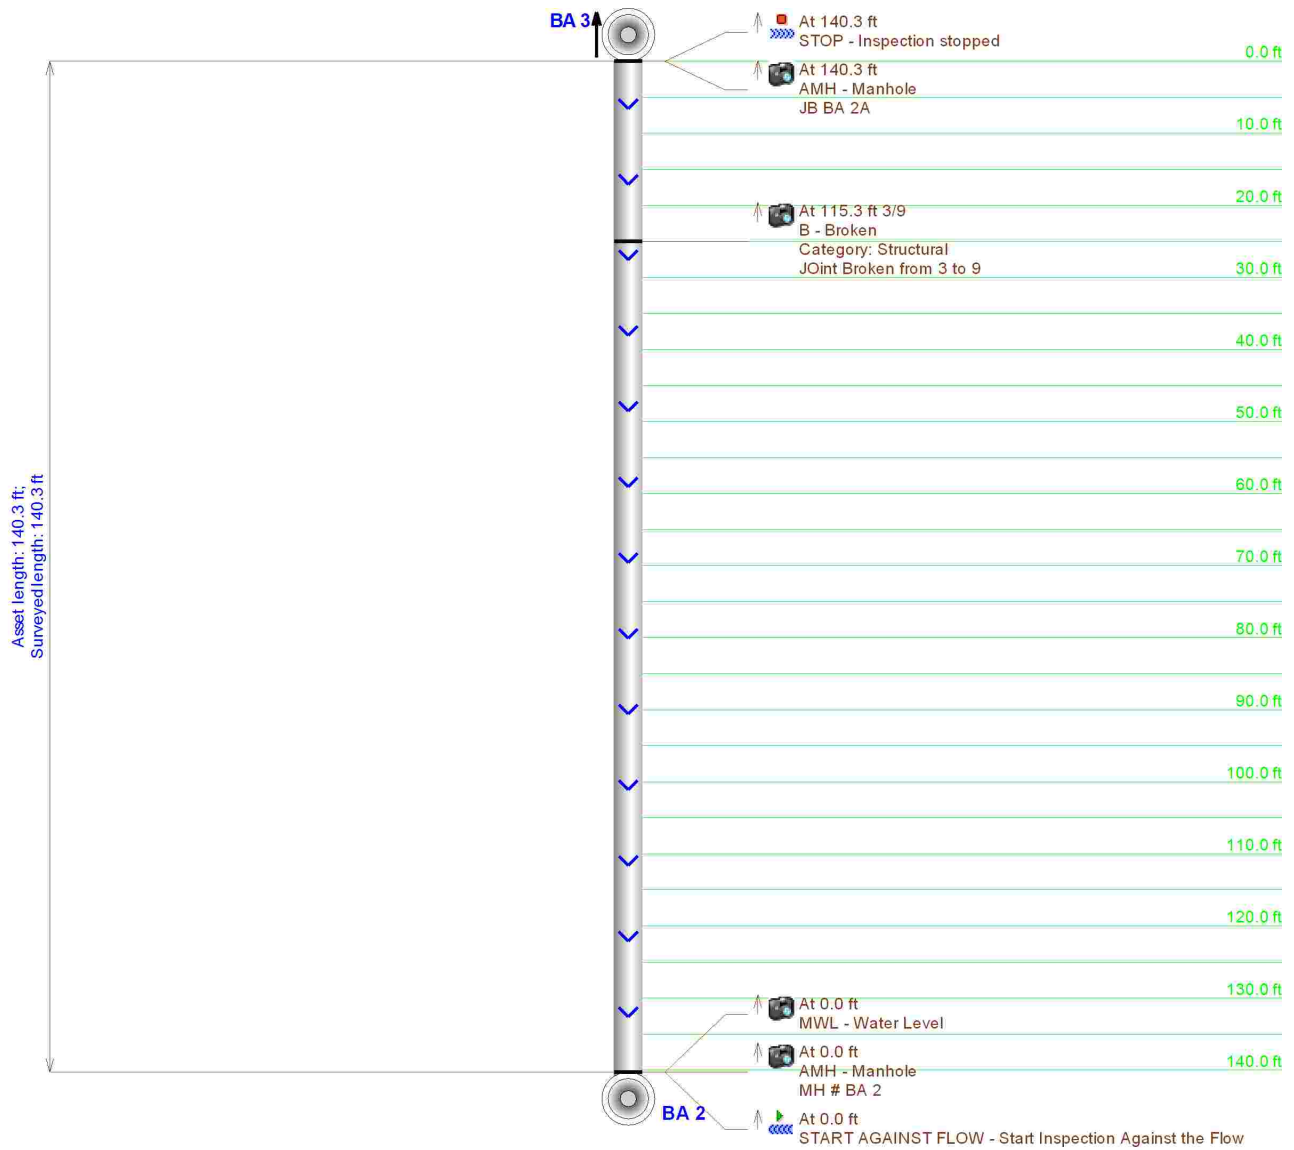 BA 3
At 140.3 ft
STOP - Inspection stopped
0.0 ft
At 140.3 ft
AMH - Manhole
JB BA 2A
10.0 ft
20.0 ft
At 115.3 ft 3/9
B - Broken
Category: Structural
JOint Broken from 3 to 9
30.0 ft
40.0 ft
50.0 ft
60.0 ft
Asset length: 140.3 ft;
Surveyed length: 140.3 ft
70.0 ft
80.0 ft
90.0 ft
100.0 ft
110.0 ft
120.0 ft
130.0 ft
At 0.0 ft
MWL - Water Level
At 0.0 ft
AMH - Manhole
MH # BA 2
140.0 ft
BA 2
At 0.0 ft
START AGAINST FLOW - Start Inspection Against the Flow